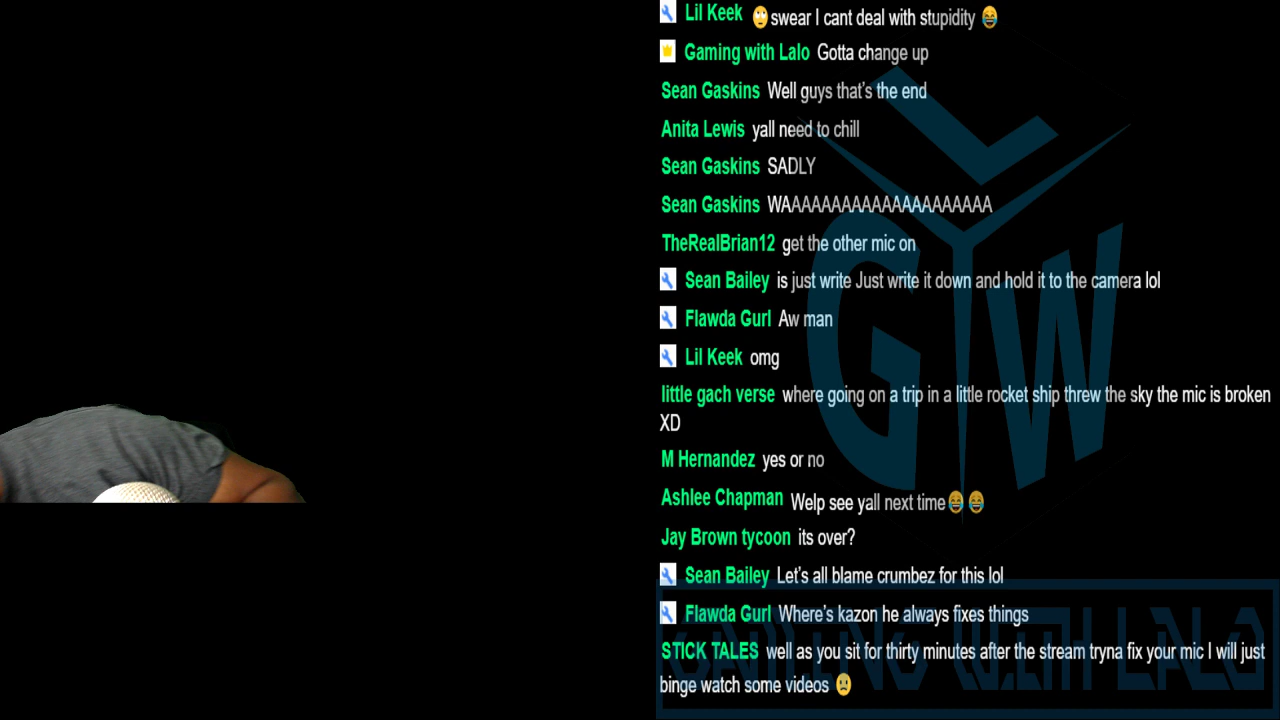 Lil Keek 🙄swear I cant deal with stupidity 😂
Gaming with Lalo Gotta change up
Sean Gaskins Well guys that's the end
Anita Lewis yall need to chill
Sean Gaskins SADLY
Sean Gaskins WAAAAAAAAAAAAAAAAAAAA
TheRealBrian12 get the other mic on
Sean Bailey is just write Just write it down and hold it to the camera lol
Flawda Gurl Aw man
Lil Keek omg
little gach verse where going on a trip in a little rocket ship threw the sky the mic is broken
XD
M Hernandez yes or no
Ashlee Chapman Welp see yall next time😂 😂
Jay Brown tycoon its over?
Sean Bailey Let's all blame crumbez for this lol
Flawda Gurl Where's kazon he always fixes things
STICK TALES well as you sit for thirty minutes after the stream tryna fix your mic I will just
binge watch some videos 🙁
L
G W
GAMING WITH LALO